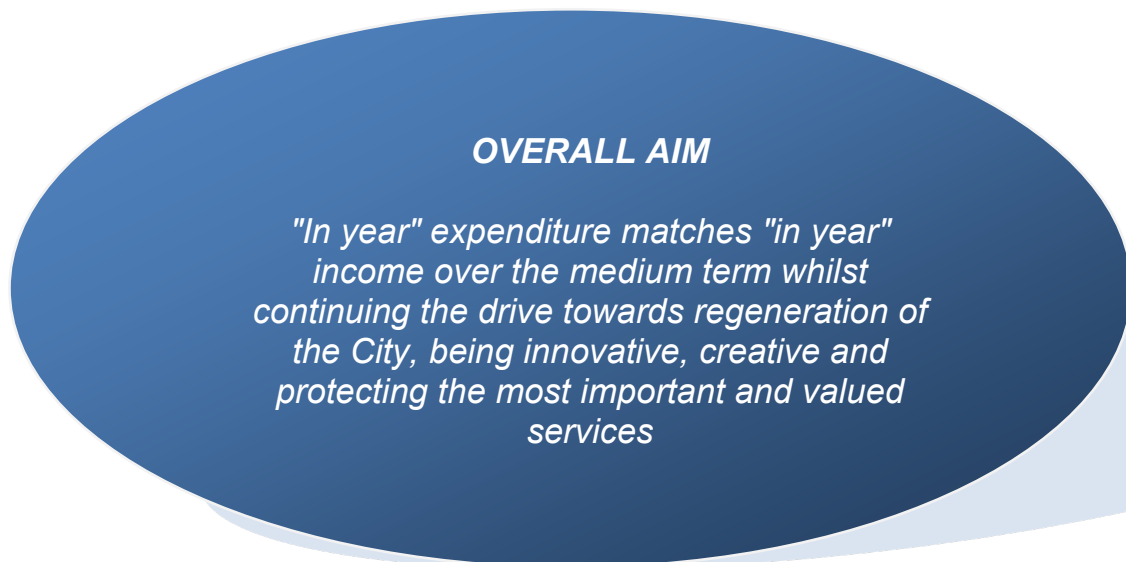 OVERALL AIM
"In year" expenditure matches "in year"
income over the medium term whilst
continuing the drive towards regeneration of
the City, being innovative, creative and
protecting the most important and valued
services